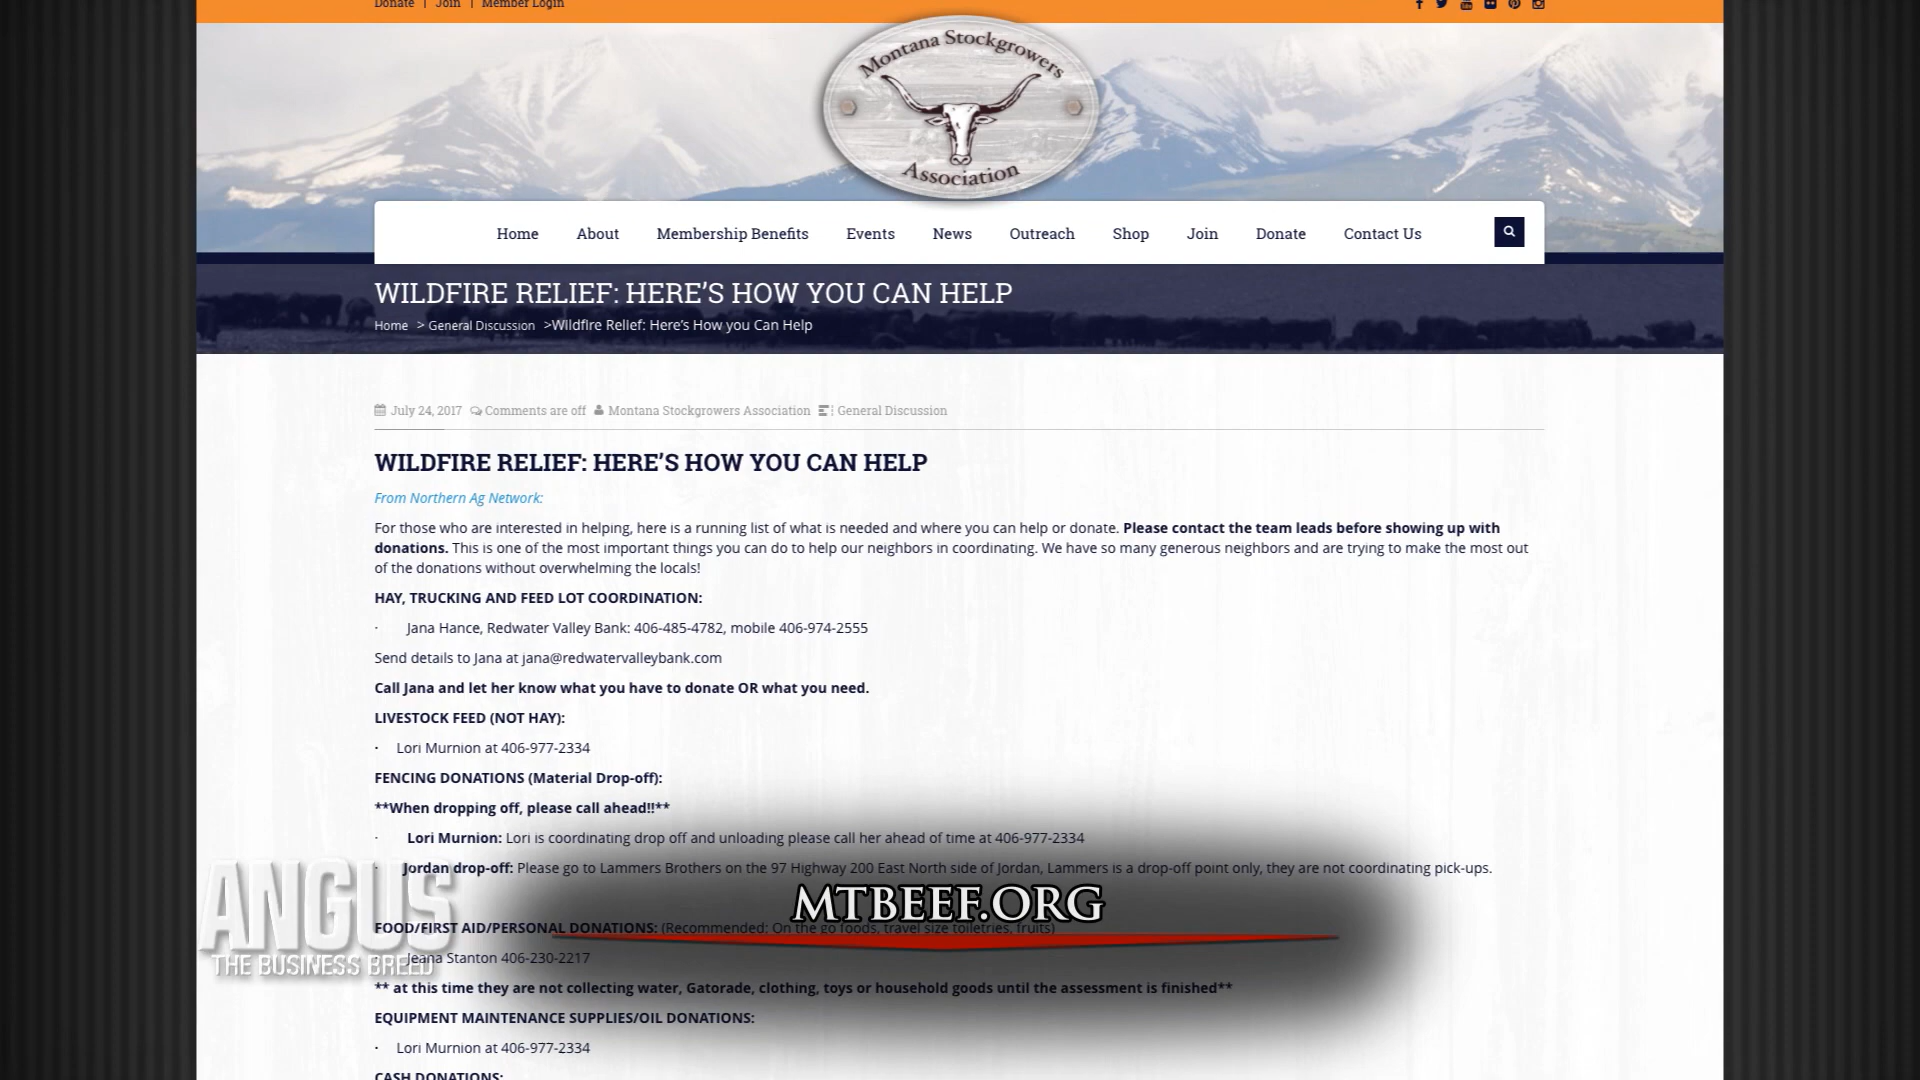 Donate | Join | Member Login
Montana Stockgrowers
Association
Home About Membership Benefits Events News Outreach Shop Join Donate Contact Us
WILDFIRE RELIEF: HERE'S HOW YOU CAN HELP
Home > General Discussion >Wildfire Relief: Here's How you Can Help
July 24, 2017 Comments are off Montana Stockgrowers Association General Discussion
WILDFIRE RELIEF: HERE'S HOW YOU CAN HELP
From Northern Ag Network:
For those who are interested in helping, here is a running list of what is needed and where you can help or donate. Please contact the team leads before showing up with
donations. This is one of the most important things you can do to help our neighbors in coordinating. We have so many generous neighbors and are trying to make the most out
of the donations without overwhelming the locals!
HAY, TRUCKING AND FEED LOT COORDINATION:
· Jana Hance, Redwater Valley Bank: 406-485-4782, mobile 406-974-2555
Send details to Jana at jana@redwatervalleybank.com
Call Jana and let her know what you have to donate OR what you need.
LIVESTOCK FEED (NOT HAY):
· Lori Murnion at 406-977-2334
FENCING DONATIONS (Material Drop-off):
**When dropping off, please call ahead!!**
· Lori Murnion: Lori is coordinating drop off and unloading please call her ahead of time at 406-977-2334
· Jordan drop-off: Please go to Lammers Brothers on the 97 Highway 200 East North side of Jordan, Lammers is a drop-off point only, they are not coordinating pick-ups.
ANGUS
THE BUSINESS BREED
MTBEEF.ORG
FOOD/FIRST AID/PERSONAL DONATIONS: (Recommended: On the go foods, travel size toiletries, fruits)
Jeana Stanton 406-230-2217
** at this time they are not collecting water, Gatorade, clothing, toys or household goods until the assessment is finished**
EQUIPMENT MAINTENANCE SUPPLIES/OIL DONATIONS:
· Lori Murnion at 406-977-2334
CASH DONATIONS: